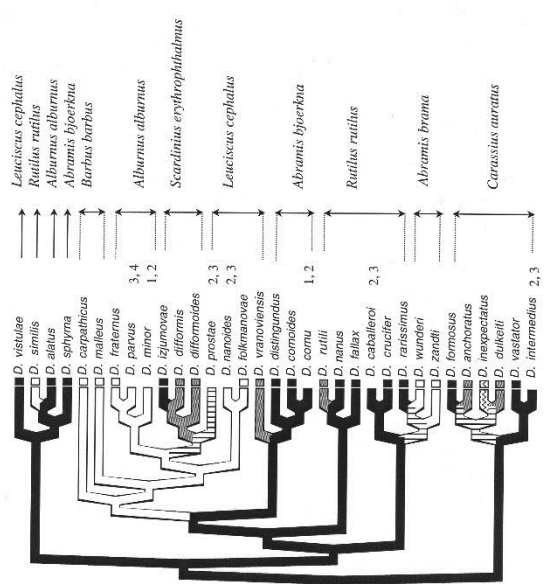 Leuciscus cephalus
Rutilus rutilus
Alburnus alburnus
Abramis bjoerkna
Barbus barbus
Alburnus alburnus
Scardinius erythrophthalmus
Leuciscus cephalus
Abramis bjoerkna
Rutilus rutilus
Abramis brama
Carassius auratus
3, 4
1, 2
2, 3
2, 3
1, 2
2, 3
2, 3
D. vistulae
D. similis
D. alatus
D. sphyrna
D. carpathicus
D. malleus
D. fraternus
D. parvus
D. minor
D. izjumovae
D. difformis
D. difformoides
D. prostae
D. nanoides
D. folkmanovae
D. vranoviensis
D. distinguendus
D. cornoides
D. cornu
D. rutili
D. nanus
D. fallax
D. caballeroi
D. crucifer
D. rarissimus
D. wunderi
D. zandti
D. formosus
D. anchoratus
D. inexpectatus
D. dulkeiti
D. vastator
D. intermedius